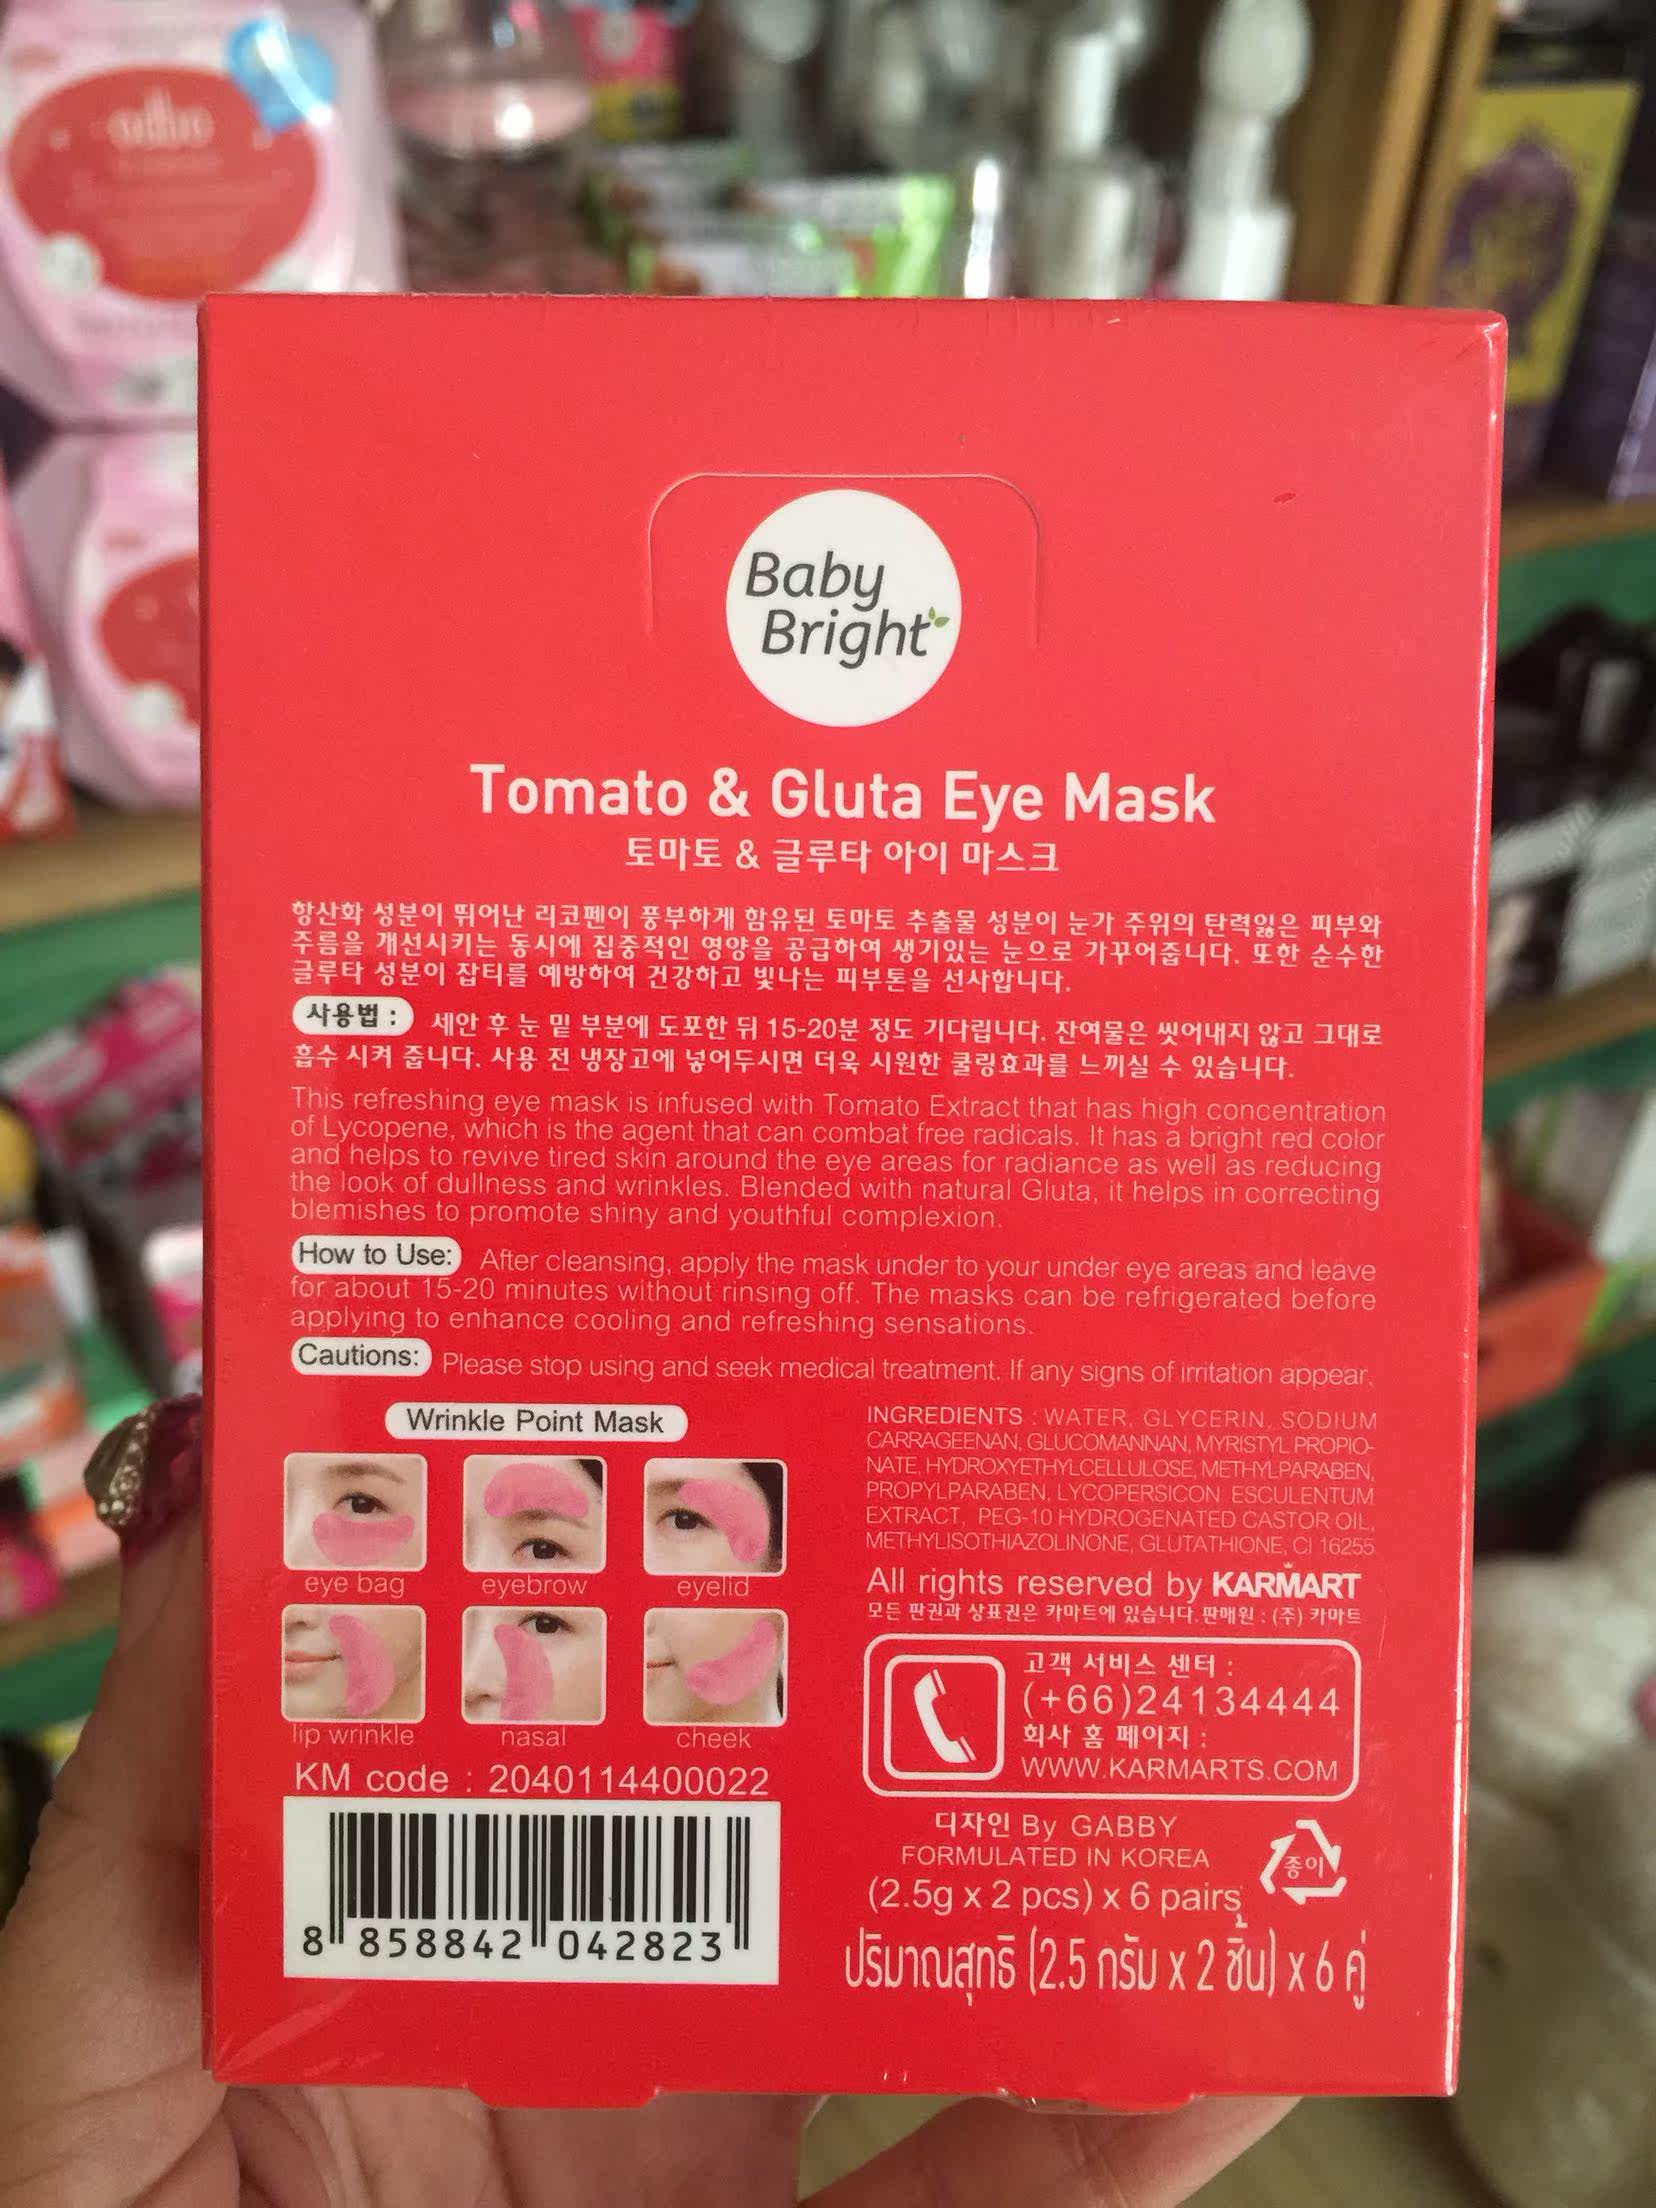 Baby
Bright
Tomato & Gluta Eye Mask
토마토 & 글루타 아이 마스크
항산화 성분이 뛰어난 리코펜이 풍부하게 함유된 토마토 추출물 성분이 눈가 주위의 탄력잃은 피부와
주름을 개선시키는 동시에 집중적인 영양을 공급하여 생기있는 눈으로 가꾸어줍니다. 또한 순수한
글루타 성분이 잡티를 예방하여 건강하고 빛나는 피부톤을 선사합니다.
사용법 : 세안 후 눈 밑 부분에 도포한 뒤 15-20분 정도 기다립니다. 잔여물은 씻어내지 않고 그대로
흡수 시켜 줍니다. 사용 전 냉장고에 넣어두시면 더욱 시원한 쿨링효과를 느끼실 수 있습니다.
This refreshing eye mask is infused with Tomato Extract that has high concentration
of Lycopene, which is the agent that can combat free radicals. It has a bright red color
and helps to revive tired skin around the eye areas for radiance as well as reducing
the look of dullness and wrinkles. Blended with natural Gluta, it helps in correcting
blemishes to promote shiny and youthful complexion.
How to Use: After cleansing, apply the mask under to your under eye areas and leave
for about 15-20 minutes without rinsing off. The masks can be refrigerated before
applying to enhance cooling and refreshing sensations.
Cautions: Please stop using and seek medical treatment. If any signs of irritation appear.
Wrinkle Point Mask
eye bag
eyebrow
eyelid
lip wrinkle
nasal
cheek
KM code : 2040114400022
8 858842 042823
INGREDIENTS : WATER, GLYCERIN, SODIUM
CARRAGEENAN, GLUCOMANNAN, MYRISTYL PROPIO-
NATE, HYDROXYETHYLCELLULOSE, METHYLPARABEN,
PROPYLPARABEN, LYCOPERSICON ESCULENTUM
EXTRACT, PEG-10 HYDROGENATED CASTOR OIL,
METHYLISOTHIAZOLINONE, GLUTATHIONE, CI 16255
All rights reserved by KARMART
모든 판권과 상표권은 카마트에 있습니다. 판매원 : (주) 카마트
고객 서비스 센터 :
(+66)24134444
회사 홈 페이지 :
WWW.KARMARTS.COM
디자인 By GABBY
FORMULATED IN KOREA
종이
(2.5g x 2 pcs) x 6 pairs
ปริมาณสุทธิ (2.5 กรัม x 2 ชิ้น) x 6 คู่